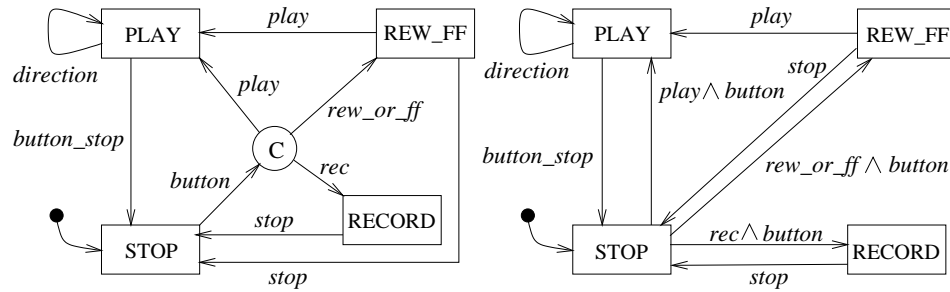 play
PLAY
REW_FF
direction
play
rew_or_ff
button_stop
C
button
rec
stop
RECORD
STOP
stop
play
PLAY
REW_FF
direction
stop
play ∧ button
button_stop
rew_or_ff ∧ button
STOP
rec ∧ button
RECORD
stop